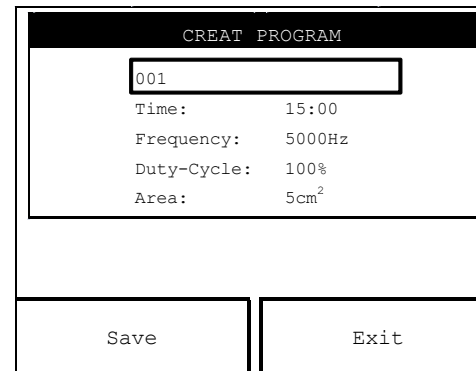 CREAT PROGRAM
001
Time: 15:00
Frequency: 5000Hz
Duty-Cycle: 100%
Area: 5cm²
Save Exit